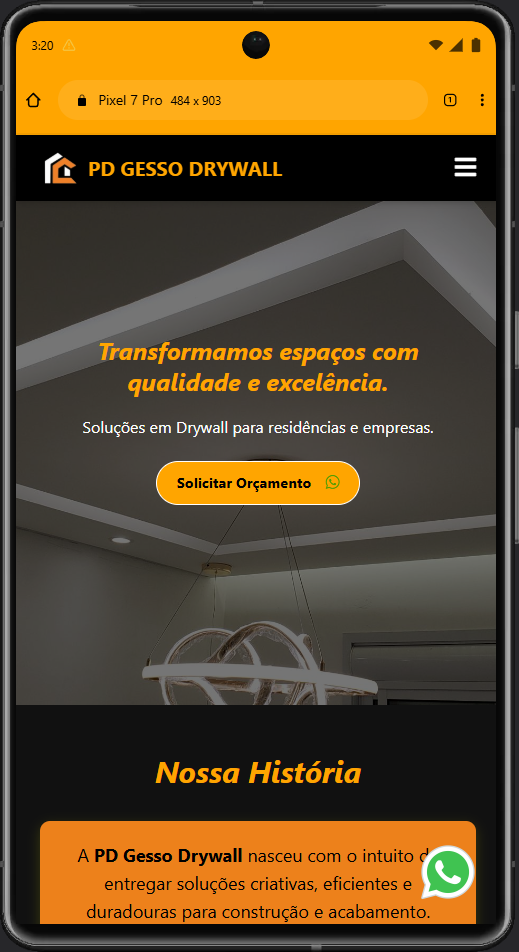 3:20
Pixel 7 Pro 484 x 903
1
PD GESSO DRYWALL
Transformamos espaços com
qualidade e excelência.
Soluções em Drywall para residências e empresas.
Solicitar Orçamento
Nossa História
A PD Gesso Drywall nasceu com o intuito d
entregar soluções criativas, eficientes e
duradouras para construção e acabamento.